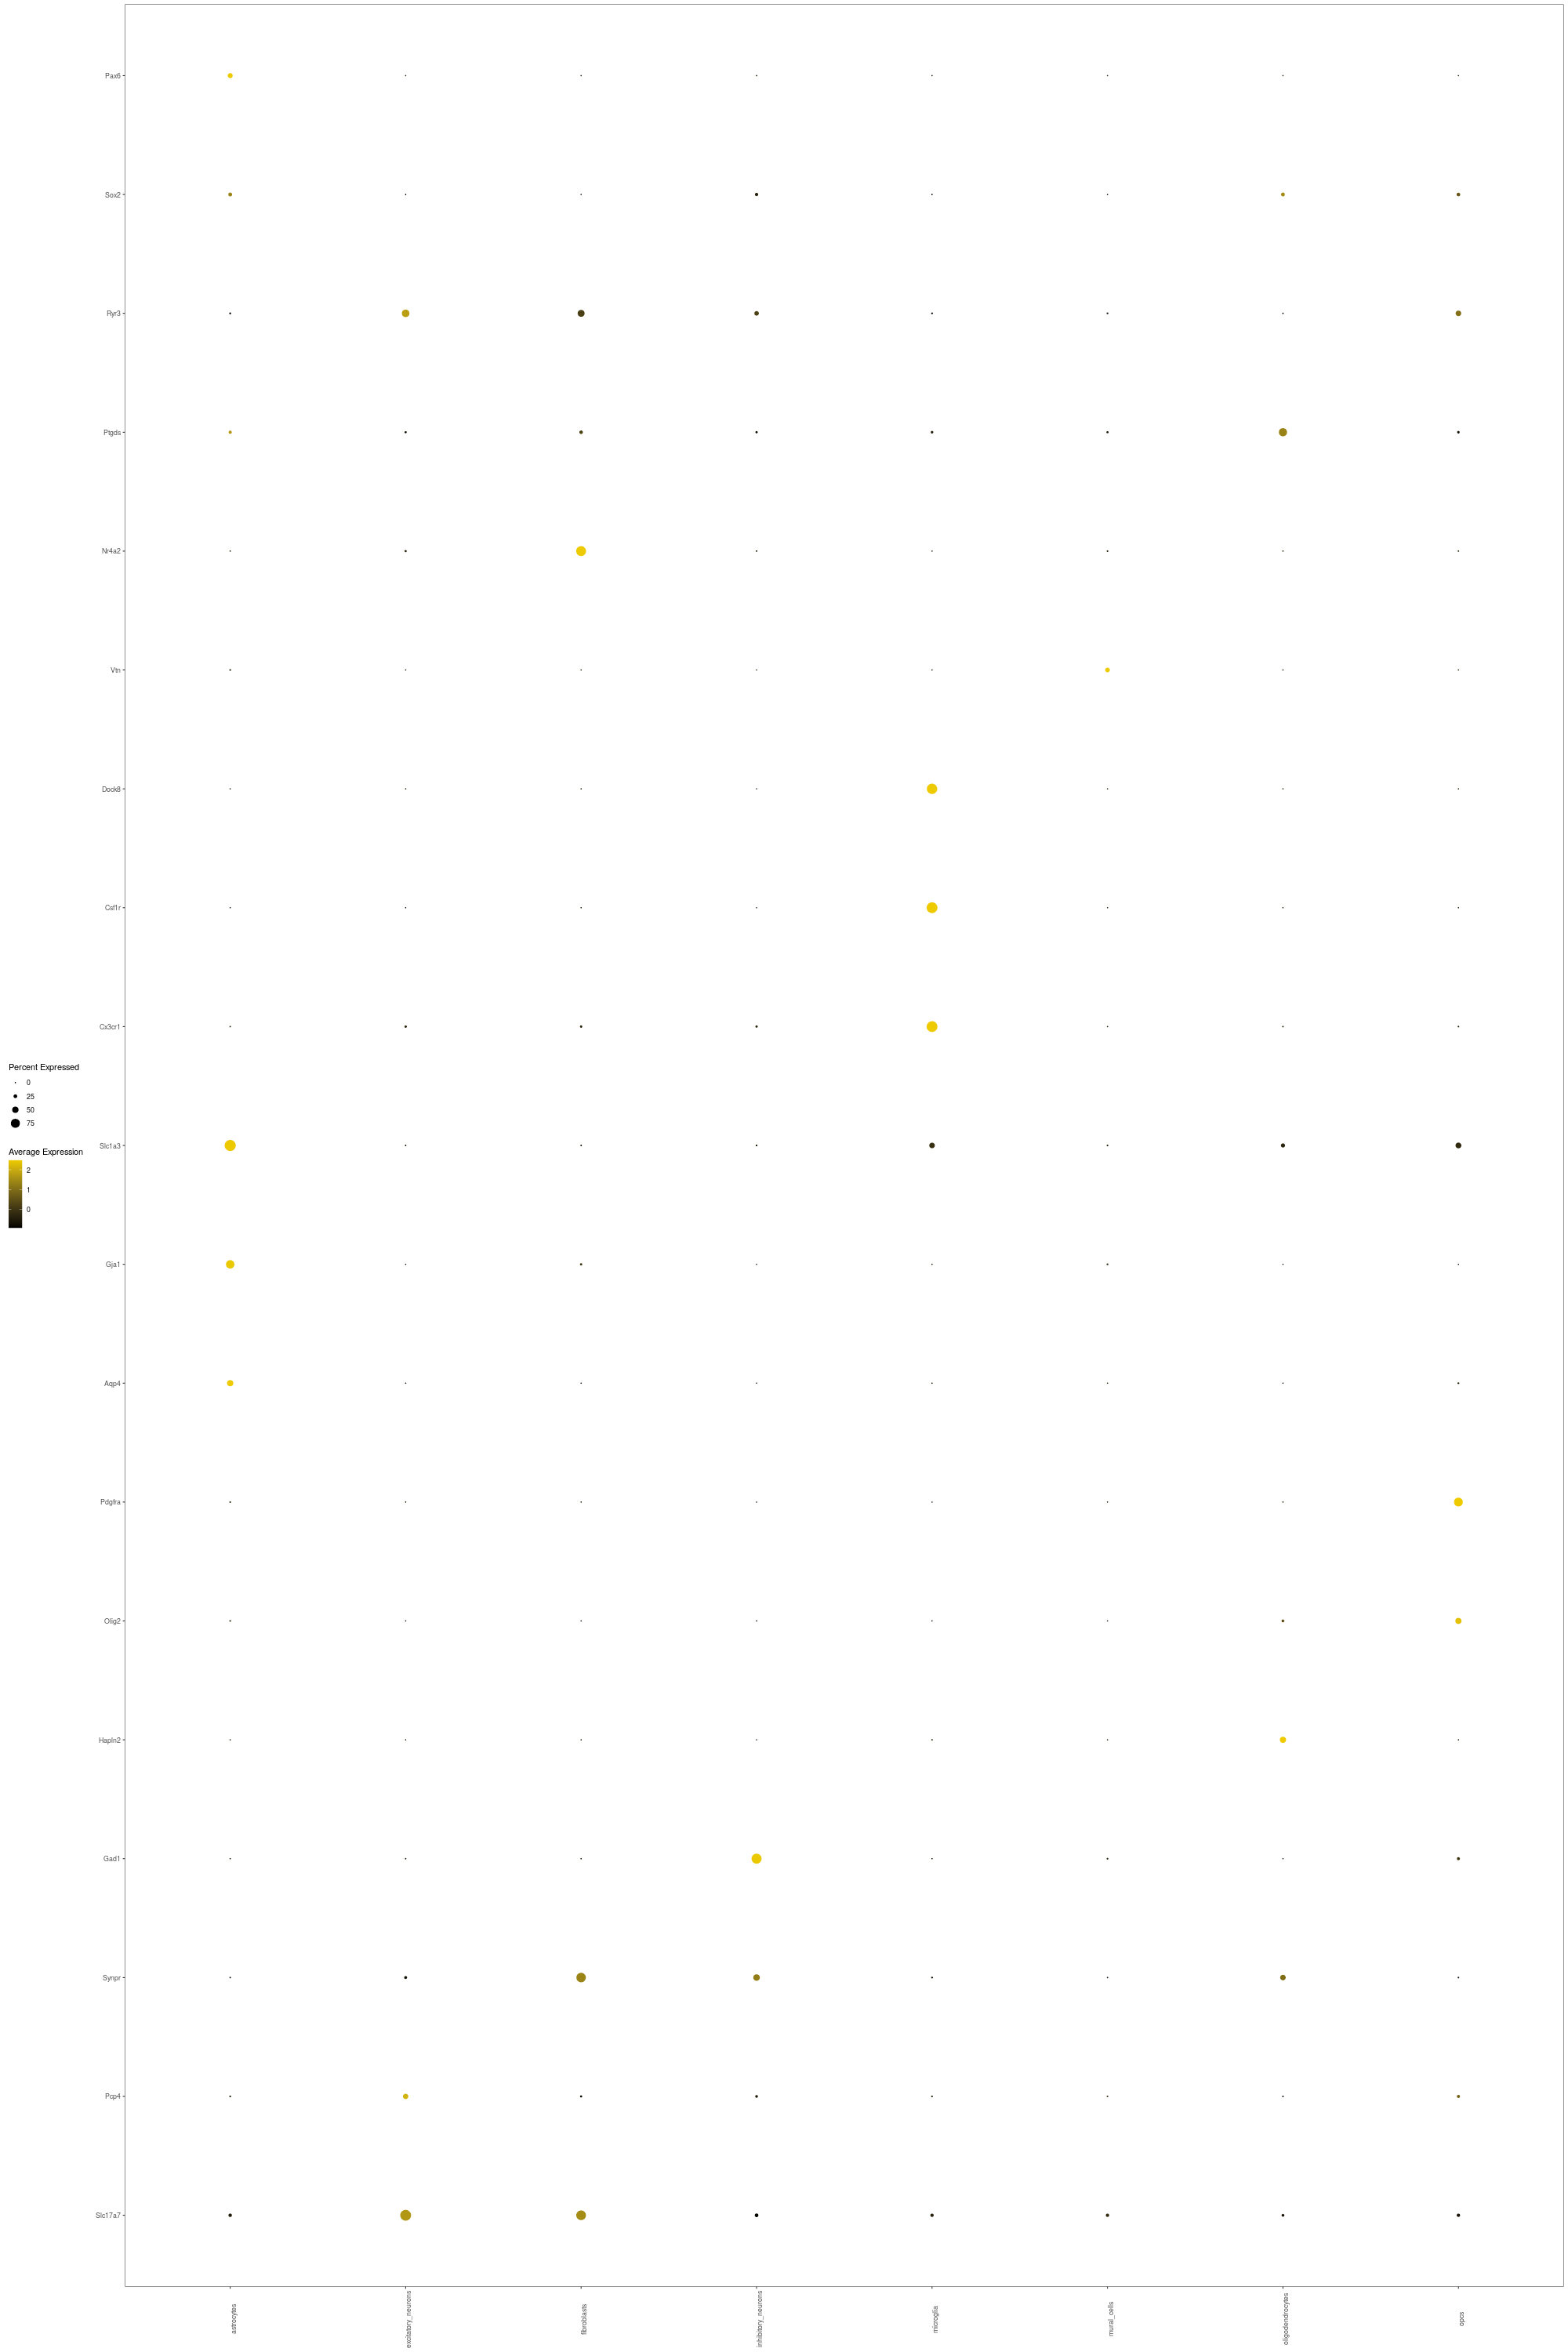 Pax6
Sox2
Ryr3
Ptgds
Nr4a2
Vtn
Dock8
Csf1r
Cx3cr1
Slc1a3
Gja1
Aqp4
Pdgfra
Olig2
Hapln2
Gad1
Synpr
Pcp4
Slc17a7
Percent Expressed
0
25
50
75
Average Expression
2
1
0
astrocytes
excitatory_neurons
fibroblasts
inhibitory_neurons
microglia
mural_cells
oligodendrocytes
opcs